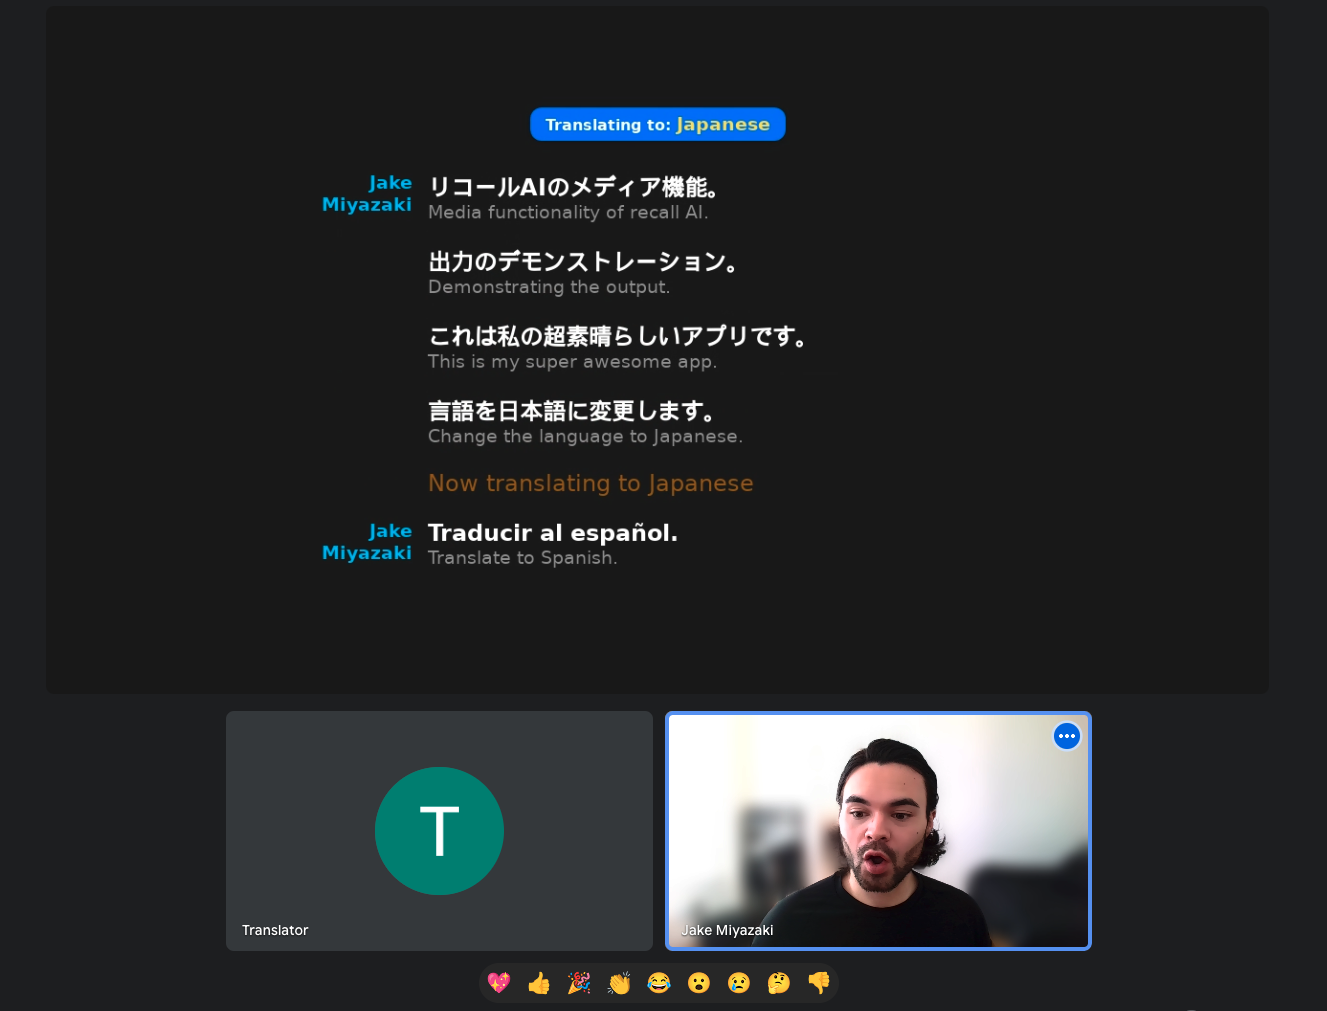 Translating to: Japanese
Jake
Miyazaki
リコールAIのメディア機能。
Media functionality of recall AI.
出力のデモンストレーション。
Demonstrating the output.
これは私の超素晴らしいアプリです。
This is my super awesome app.
言語を日本語に変更します。
Change the language to Japanese.
Now translating to Japanese
Jake
Miyazaki
Traducir al español.
Translate to Spanish.
T
Translator
Jake Miyazaki